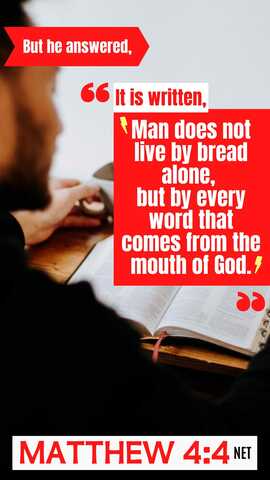 But he answered,
“It is written,
‘Man does not
live by bread
alone,
but by every
word that
comes from the
mouth of God.’
”
MATTHEW 4:4 NET